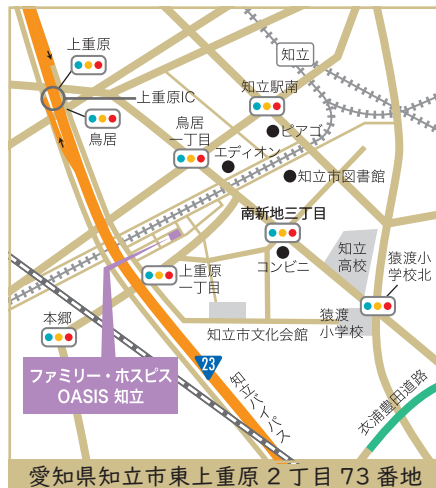 上重原
知立
上重原IC
知立駅南
鳥居
鳥居
一丁目
ピアゴ
エディオン
知立市図書館
南新地三丁目
コンビニ
知立
高校
猿渡小
学校北
上重原
一丁目
本郷
知立市文化会館
猿渡
小学校
ファミリー・ホスピス
OASIS 知立
23
知立バイパス
衣浦豊田道路
愛知県知立市東上重原2丁目73番地